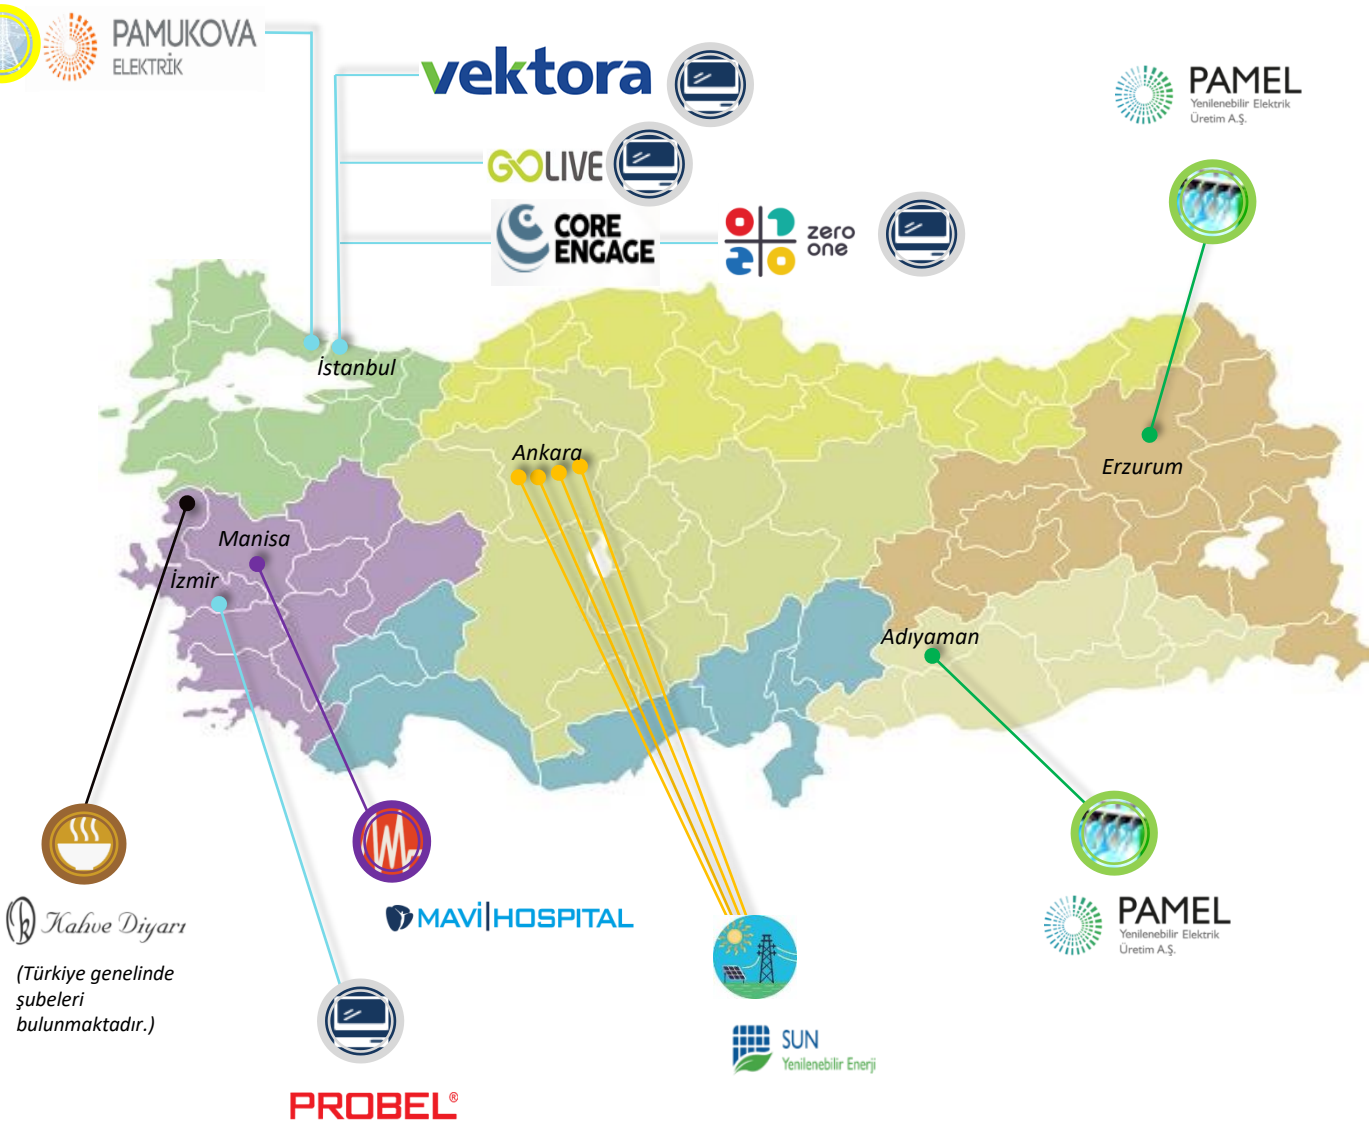 PAMUKOVA
ELEKTRİK
vektora
GOLIVE
CORE
ENGAGE
zero
one
PAMEL
Yenilenebilir Elektrik
Üretim A.Ş.
İstanbul
Ankara
Erzurum
Manisa
İzmir
Adıyaman
Kahve Diyarı
(Türkiye genelinde
şubeleri
bulunmaktadır.)
MAVİ HOSPITAL
PAMEL
Yenilenebilir Elektrik
Üretim A.Ş.
SUN
Yenilenebilir Enerji
PROBEL®